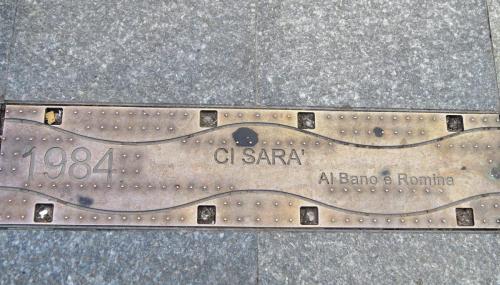 1984
CI SARA'
Al Bano e Romina